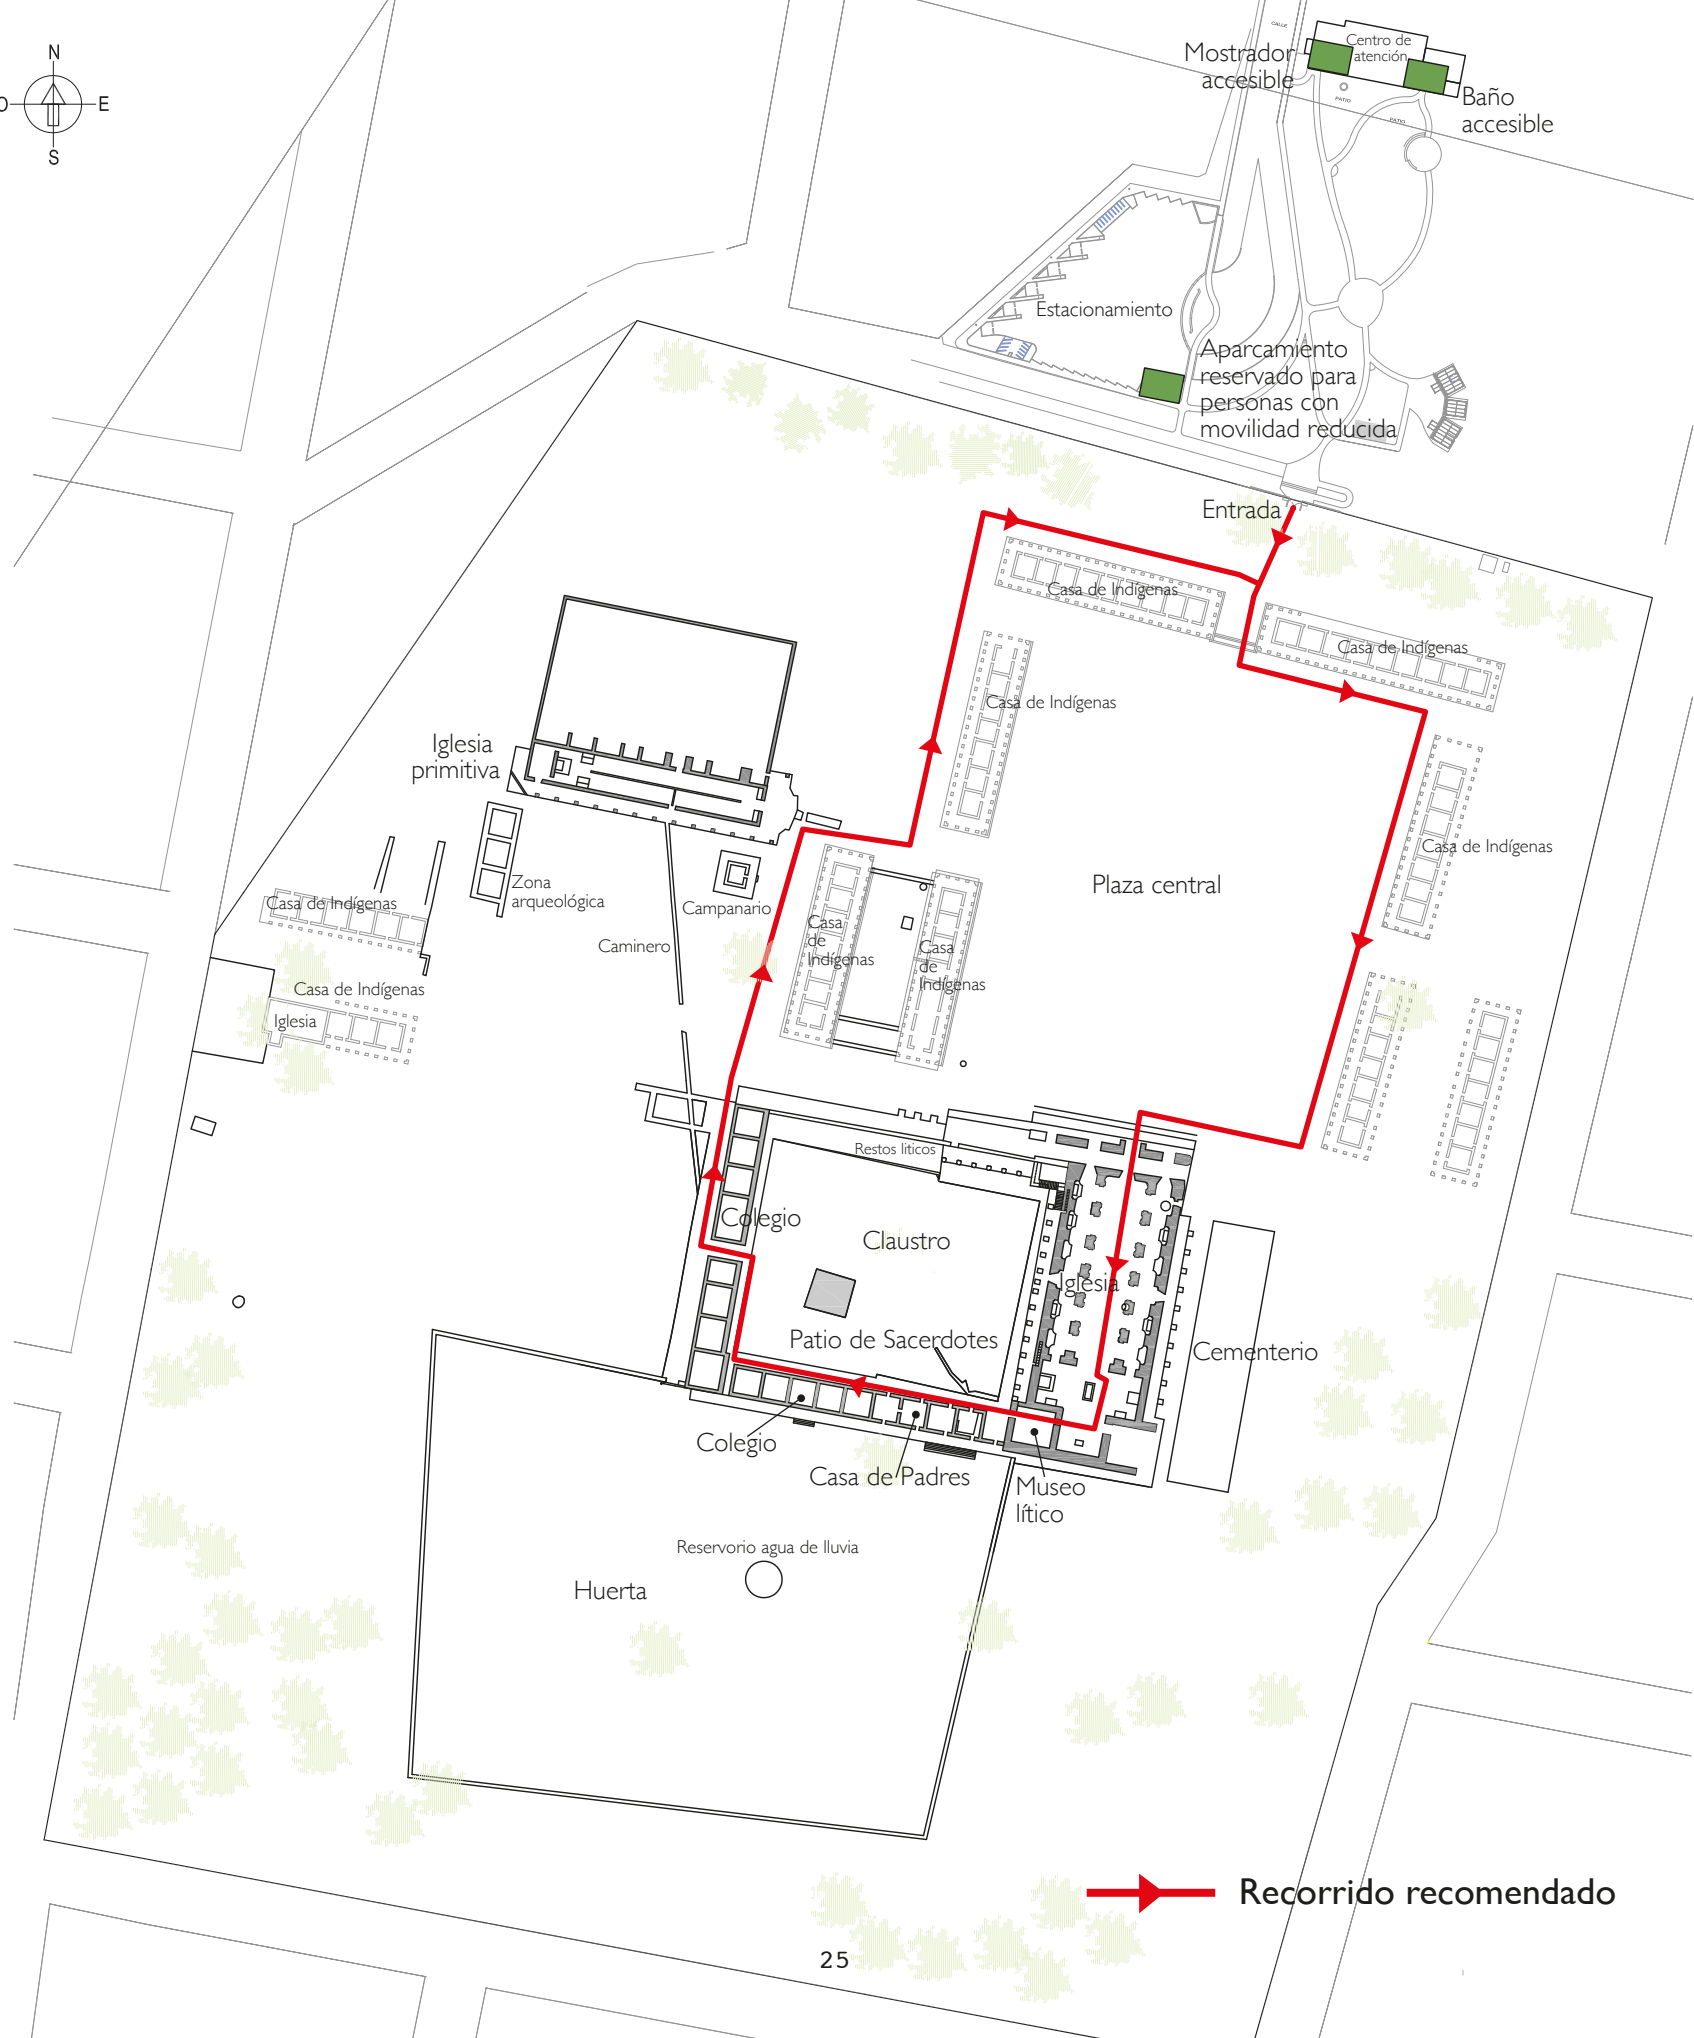 N
O
E
S
CALLE
Mostrador
accesible
Centro de
atención
PATIO
PATIO
Baño
accesible
Estacionamiento
Aparcamiento
reservado para
personas con
movilidad reducida
Entrada
Casa de Indígenas
Casa de Indígenas
Casa de Indígenas
Iglesia
primitiva
Casa de Indígenas
Plaza central
Zona
arqueológica
Campanario
Casa de Indígenas
Caminero
Casa
de
Indígenas
Casa
de
Indígenas
Casa de Indígenas
Iglesia
Restos líticos
Colegio
Claustro
Iglesia
Patio de Sacerdotes
Cementerio
Colegio
Casa de Padres
Museo
lítico
Reservorio agua de lluvia
Huerta
Recorrido recomendado
25